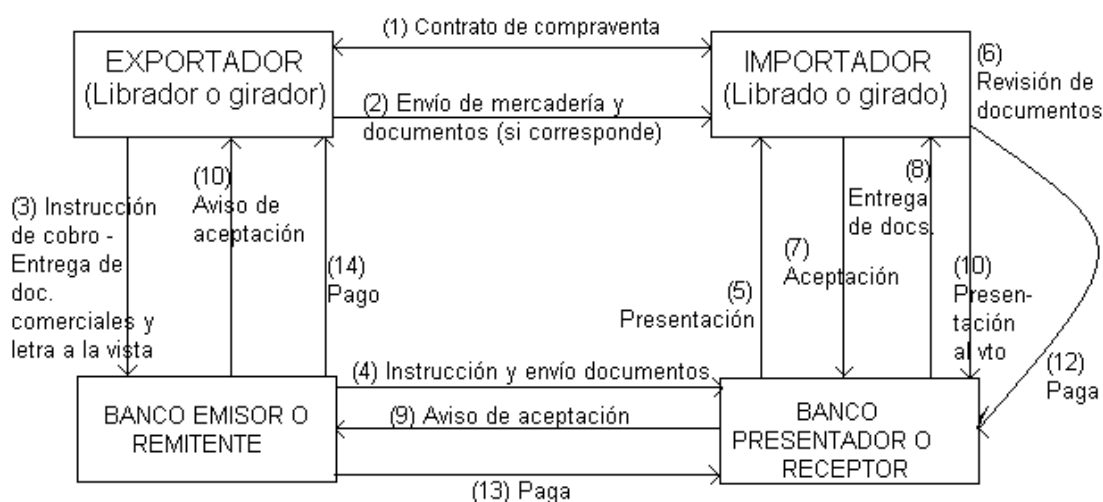 (1) Contrato de compraventa
EXPORTADOR
(Librador o girador)
IMPORTADOR
(Librado o girado)
(6)
Revisión de
documentos
(2) Envío de mercadería y
documentos (si corresponde)
(3) Instrucción
de cobro -
Entrega de
doc.
comerciales y
letra a la vista
(10)
Aviso de
aceptación
(14)
Pago
(5)
Presentación
(7)
Aceptación
(8)
Entrega
de docs.
(10)
Presen-
tación
al vto
(12)
Paga
(4) Instrucción y envío documentos
(9) Aviso de aceptación
(13) Paga
BANCO EMISOR O
REMITENTE
BANCO
PRESENTADOR O
RECEPTOR